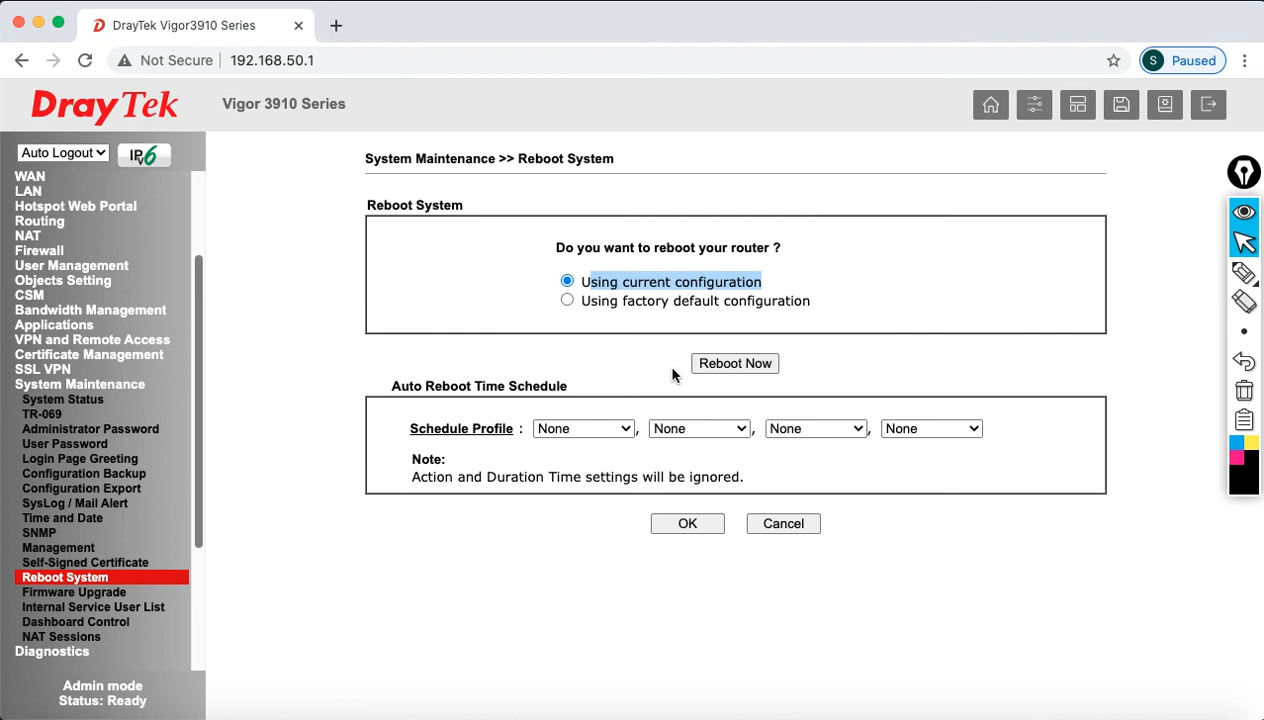 DrayTek Vigor3910 Series
Not Secure
192.168.50.1
S
Paused
DrayTek
Vigor 3910 Series
Auto Logout
IPv6
WAN
LAN
Hotspot Web Portal
Routing
NAT
Firewall
User Management
Objects Setting
CSM
Bandwidth Management
Applications
VPN and Remote Access
Certificate Management
SSL VPN
System Maintenance
System Status
TR-069
Administrator Password
User Password
Login Page Greeting
Configuration Backup
Configuration Export
SysLog / Mail Alert
Time and Date
SNMP
Management
Self-Signed Certificate
Reboot System
Firmware Upgrade
Internal Service User List
Dashboard Control
NAT Sessions
Diagnostics
Admin mode
Status: Ready
System Maintenance >> Reboot System
Reboot System
Do you want to reboot your router ?
Using current configuration
Using factory default configuration
Reboot Now
Auto Reboot Time Schedule
Schedule Profile : None , None , None , None
Note:
Action and Duration Time settings will be ignored.
OK Cancel